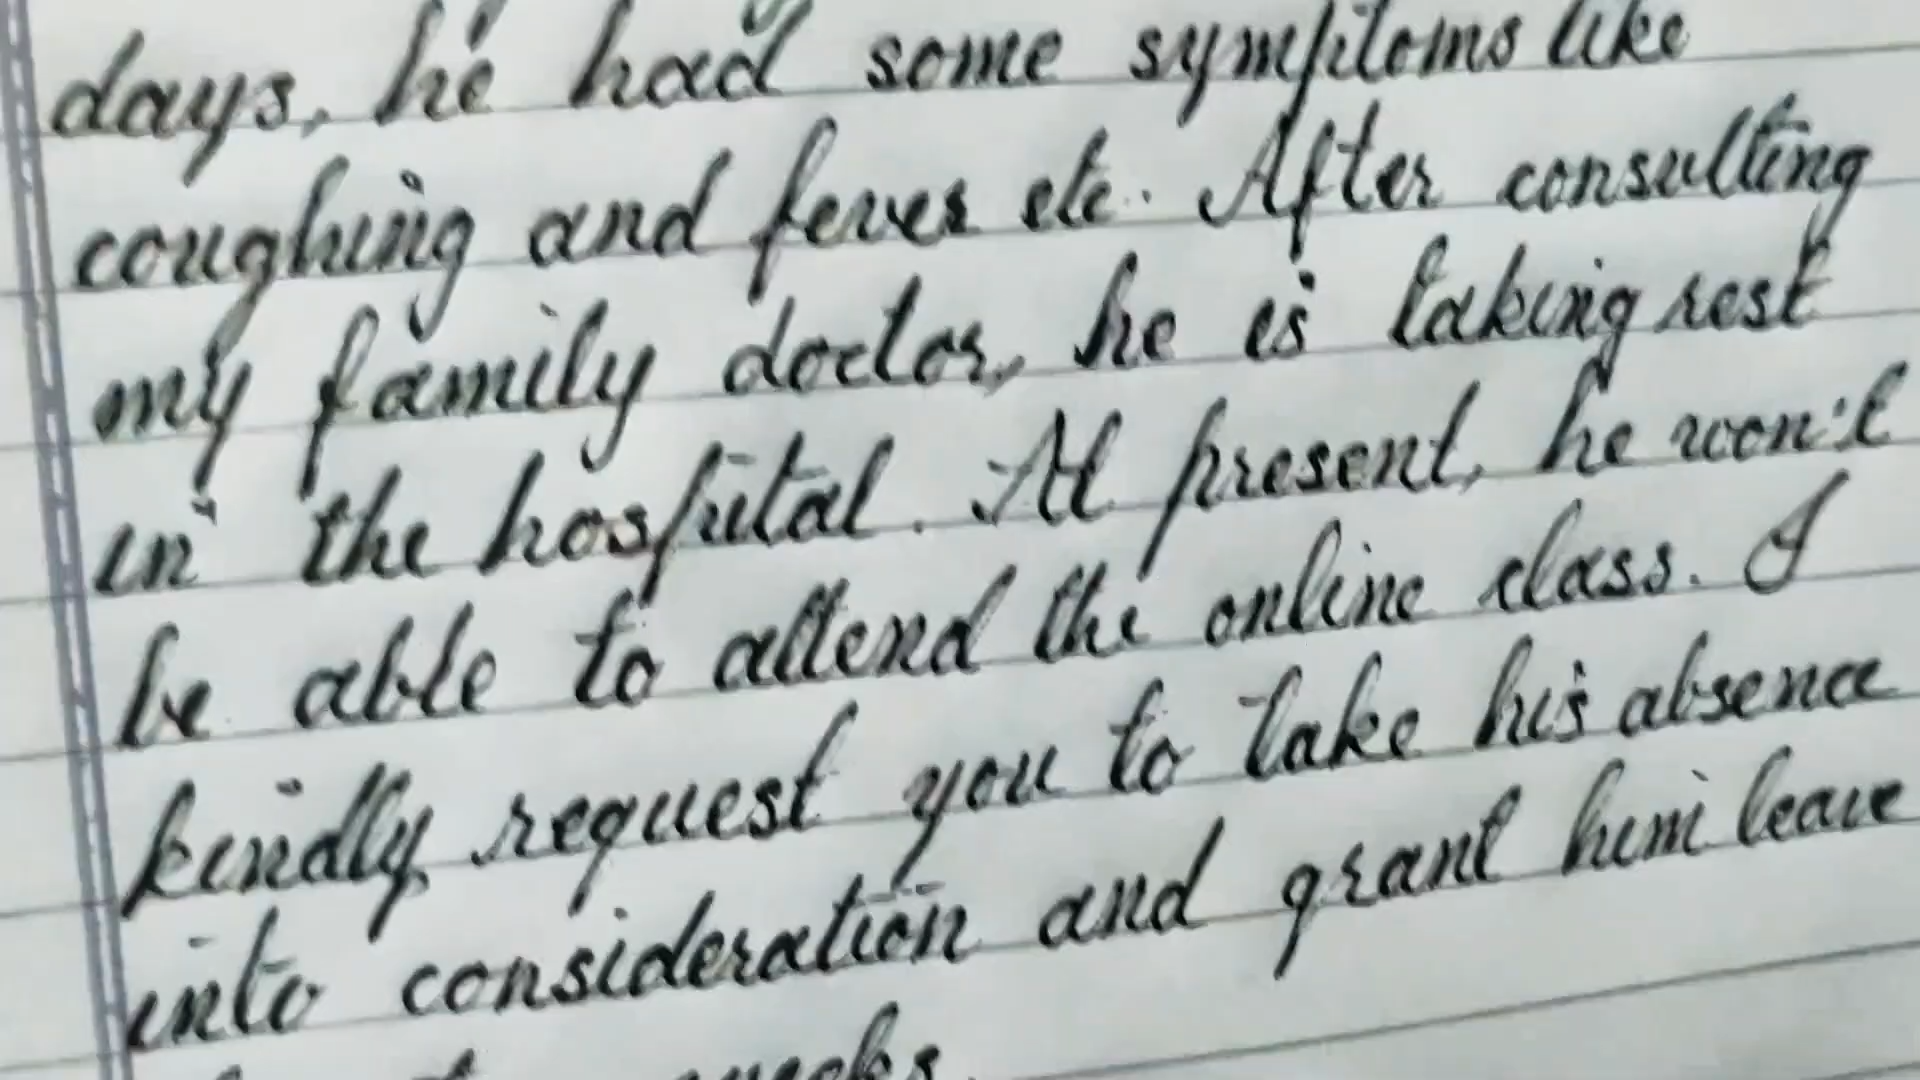 days, he had some symptoms like
coughing and fever etc. After consulting
my family doctor, he is taking rest
in the hospital. At present, he won't
be able to attend the online class. I
kindly request you to take his absence
into consideration and grant him leave
weeks.